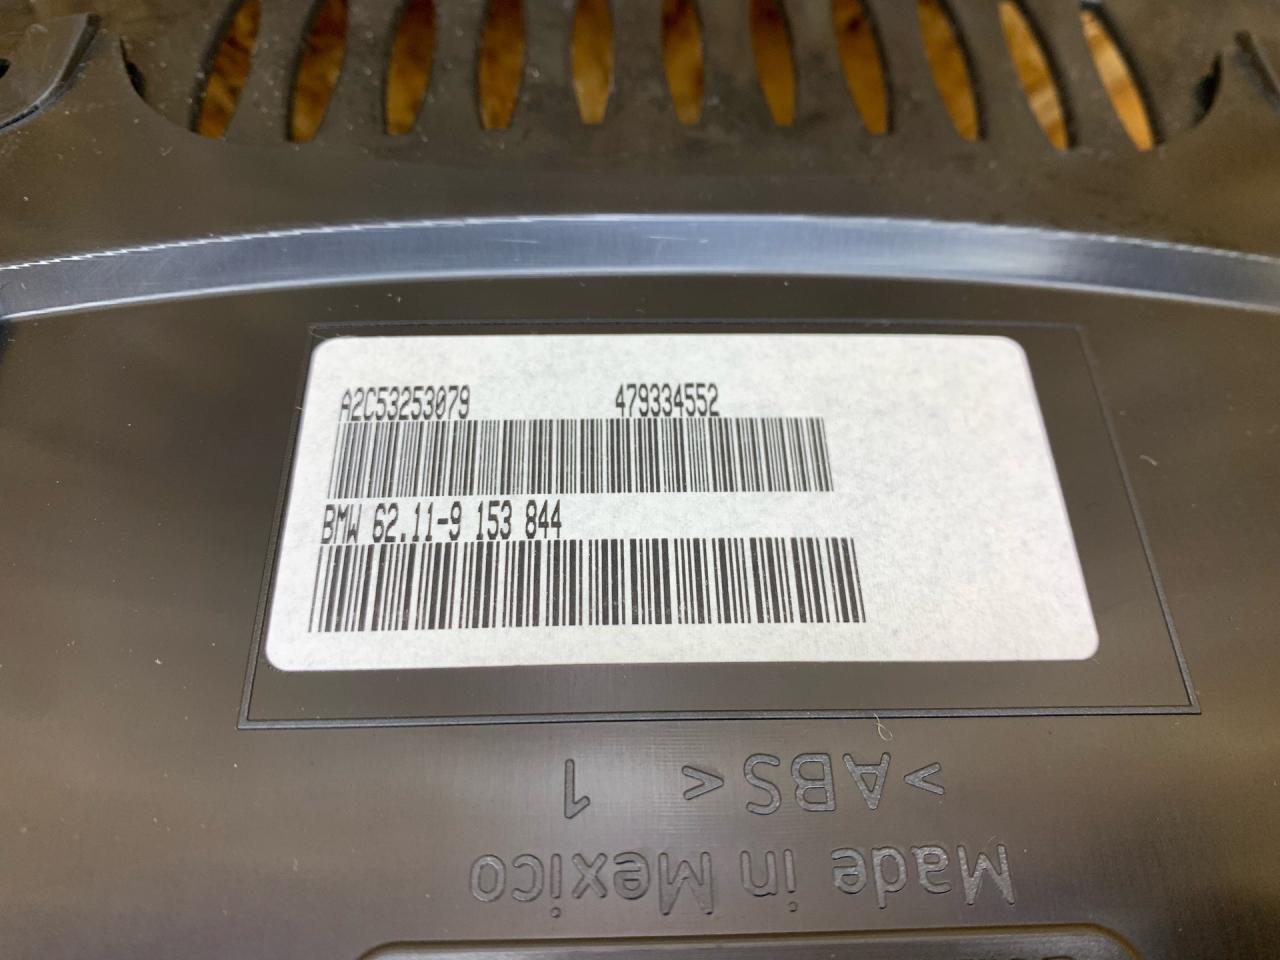 A2C53253079 479334552
BMW 62.11-9 153 844
>ABS< 1
Made in Mexico